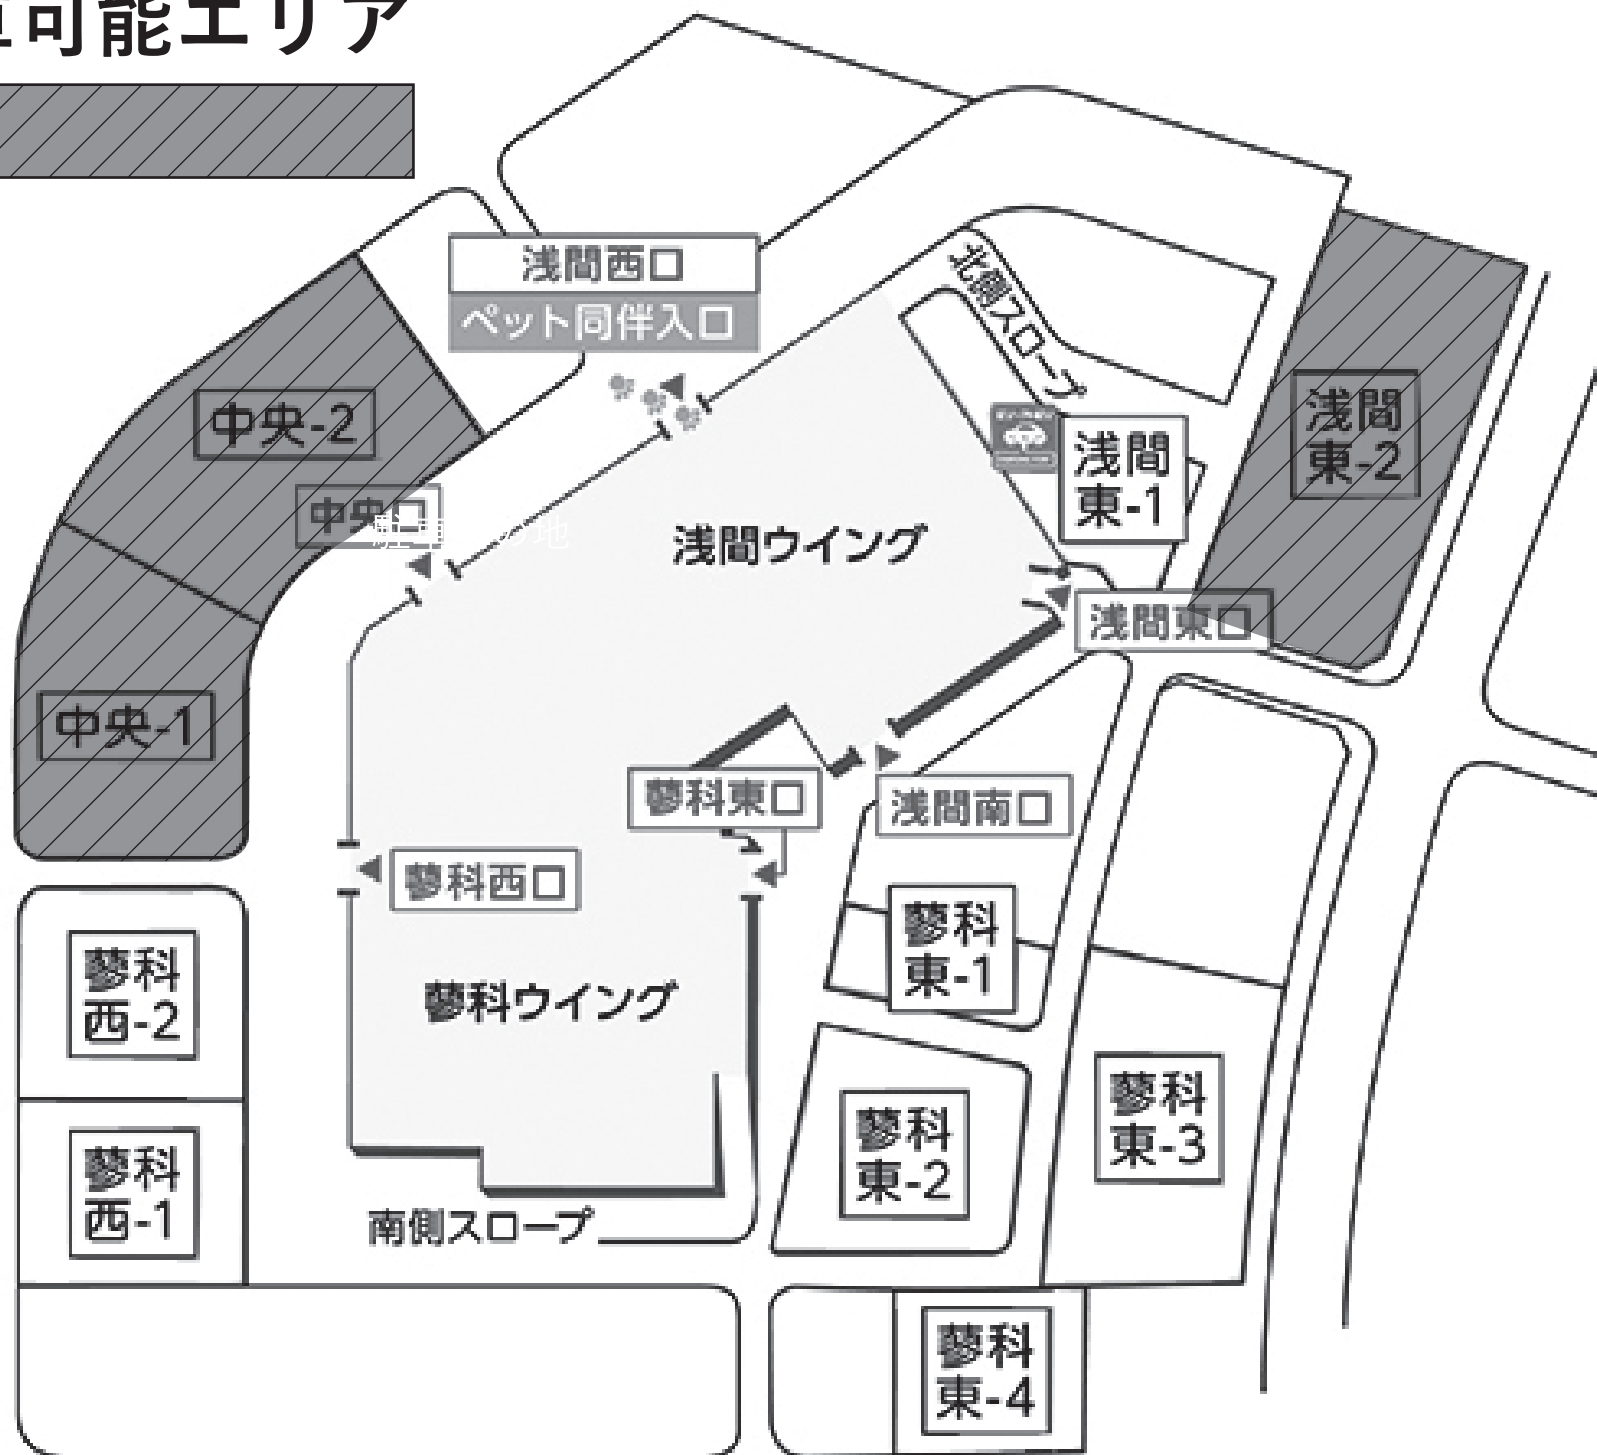 可能エリア
浅間西口
ペット同伴入口
北側スロープ
中央-2
浅間
東-2
浅間
東-1
中央口
浅間ウイング
浅間東口
中央-1
蓼科東口
浅間南口
蓼科西口
蓼科
東-1
蓼科
西-2
蓼科ウイング
蓼科
東-3
蓼科
東-2
蓼科
西-1
南側スロープ
蓼科
東-4